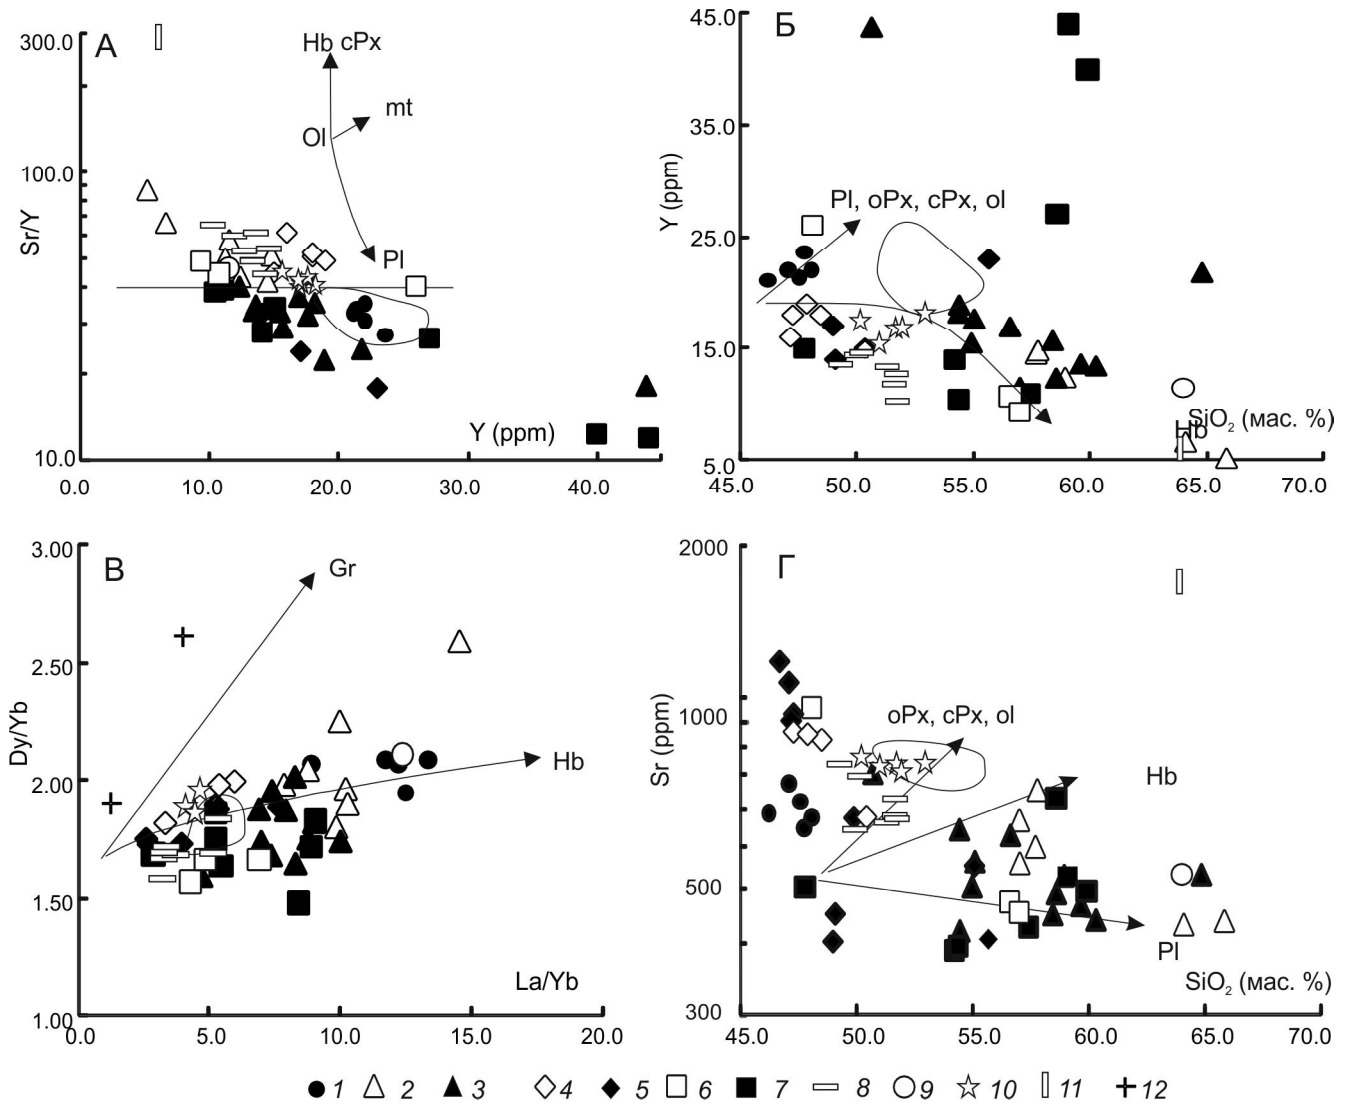 А
300.0
100.0
10.0
Sr/Y
Hb cPx
mt
Ol
Pl
Y (ppm)
0.0 10.0 20.0 30.0 40.0
Б
45.0
35.0
25.0
15.0
5.0
Y (ppm)
Pl, oPx, cPx, ol
Hb
SiO₂ (мас. %)
45.0 50.0 55.0 60.0 65.0 70.0
В
3.00
2.50
2.00
1.50
1.00
Dy/Yb
Gr
Hb
La/Yb
0.0 5.0 10.0 15.0 20.0
Г
2000
1000
500
300
Sr (ppm)
oPx, cPx, ol
Hb
Pl
SiO₂ (мас. %)
45.0 50.0 55.0 60.0 65.0 70.0
1 2 3 4 5 6 7 8 9 10 11 12